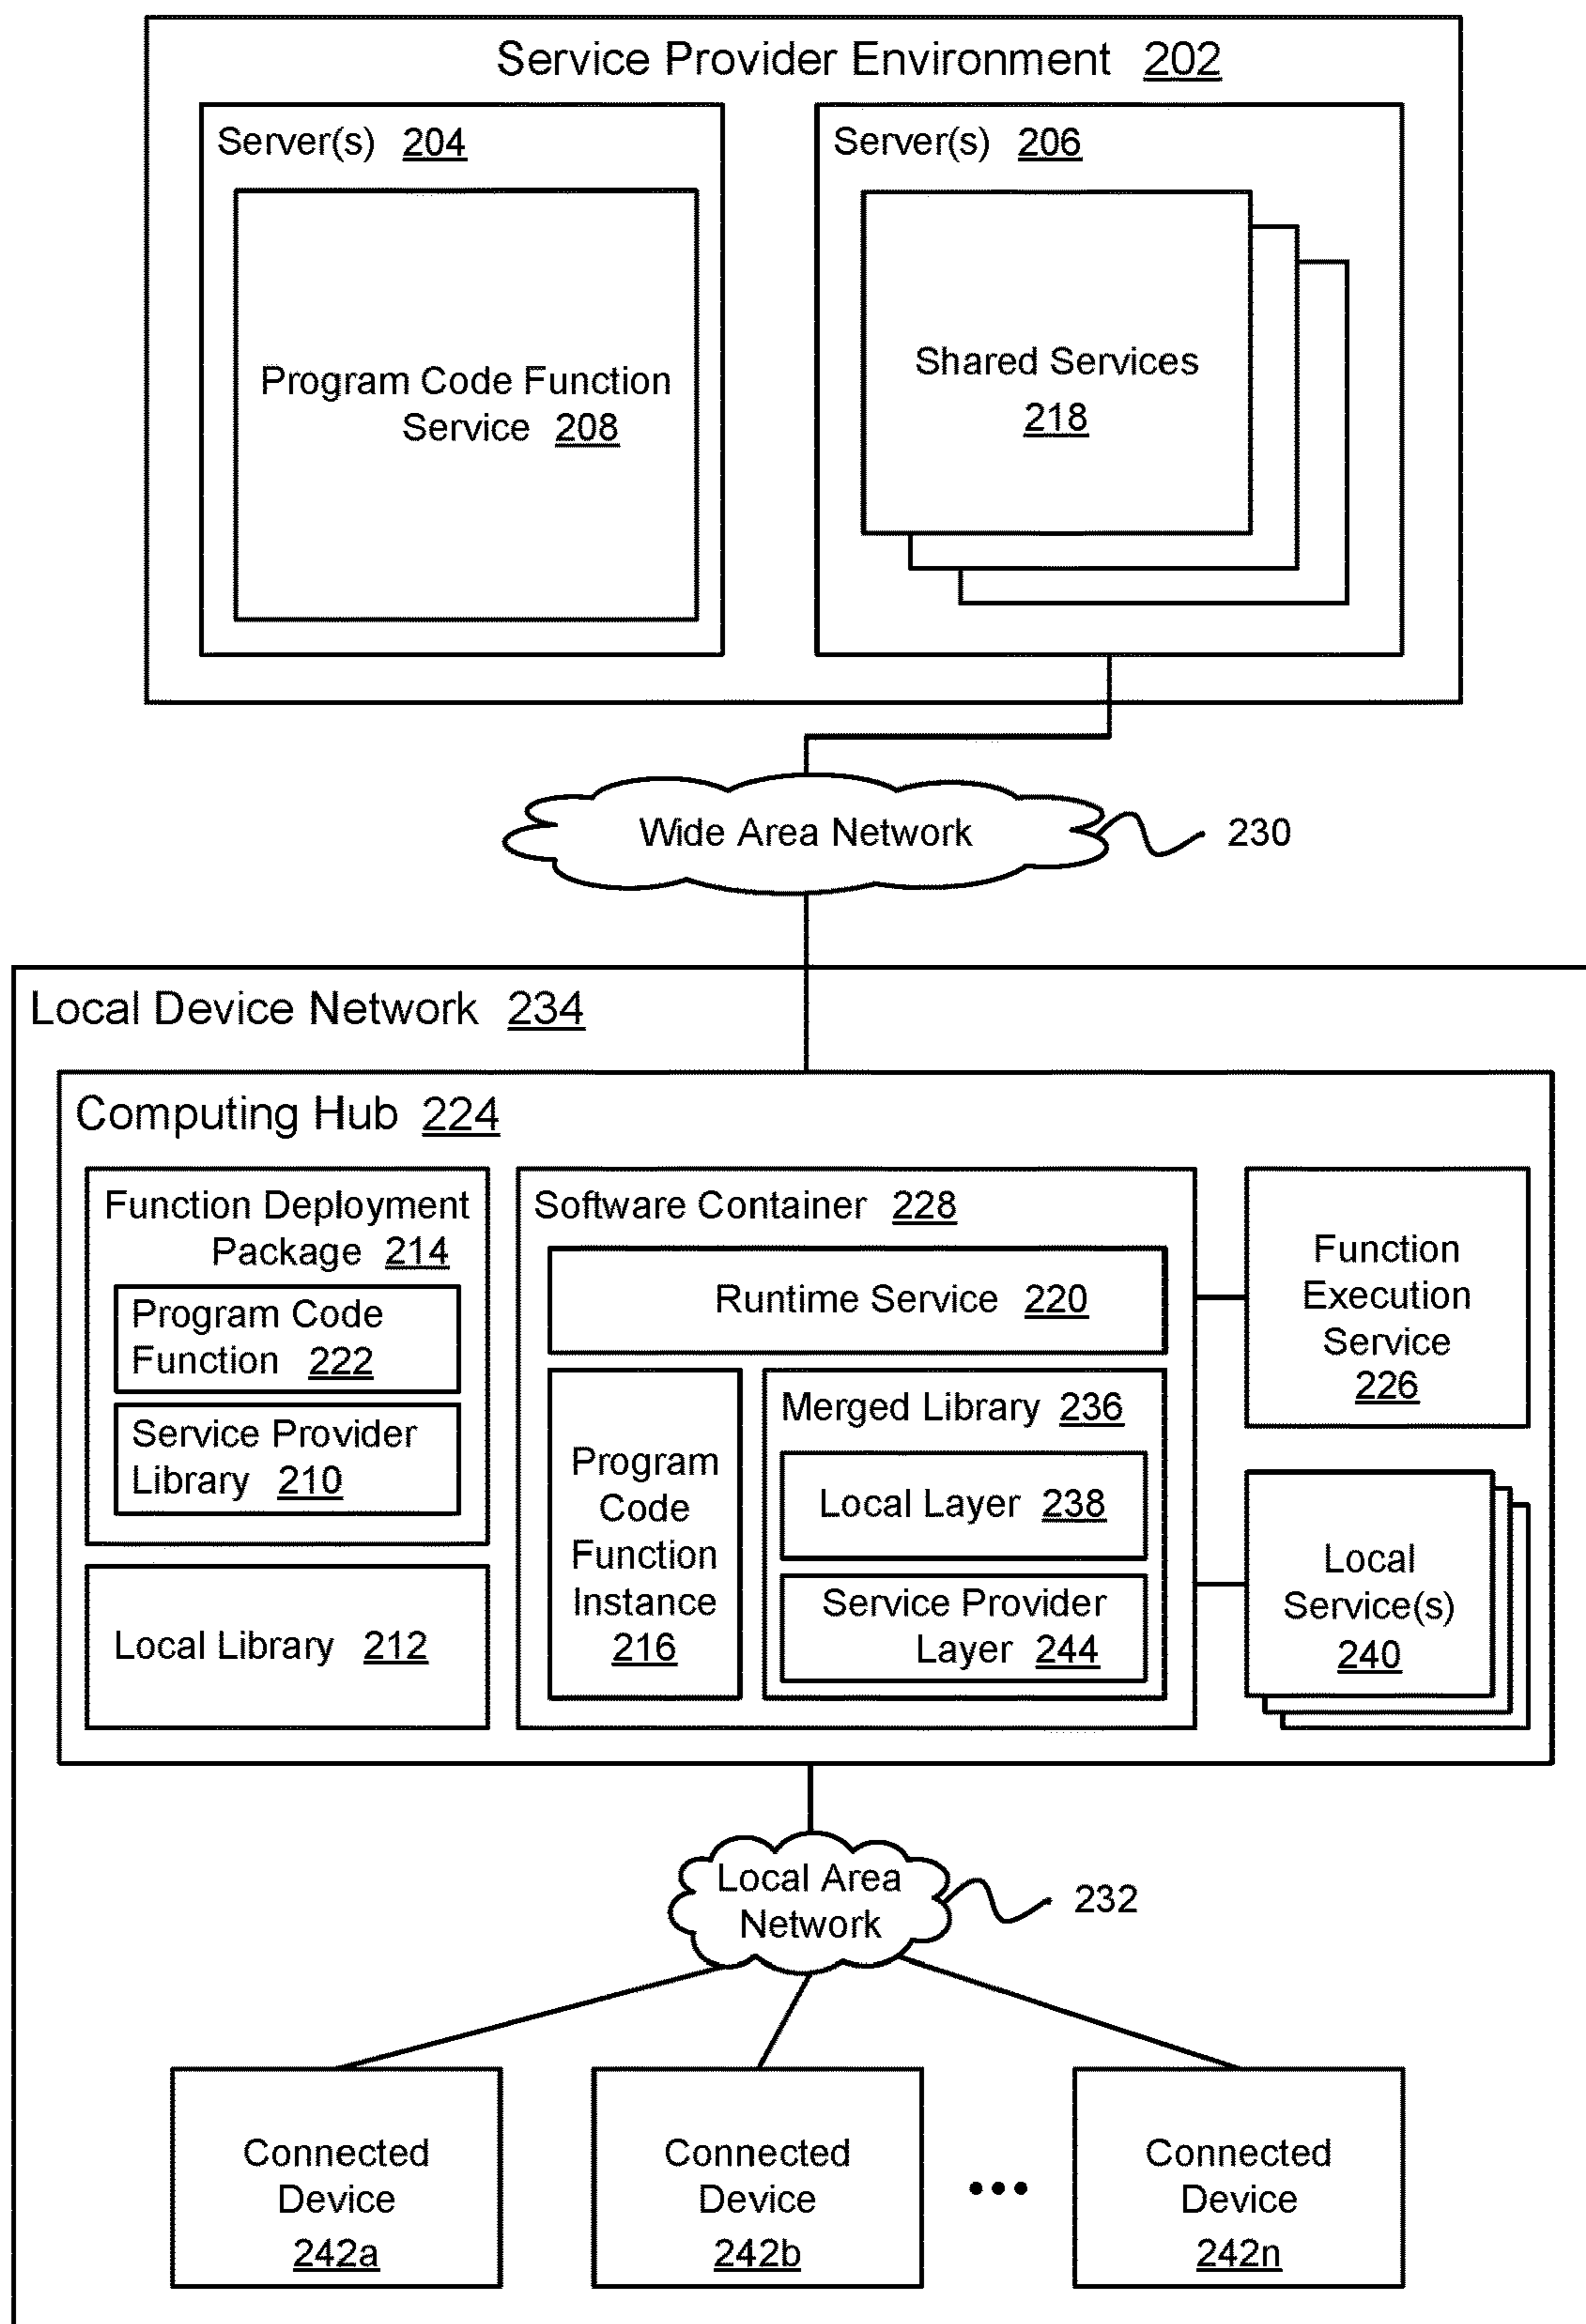 Service Provider Environment 202
Server(s) 204
Program Code Function
Service 208
Server(s) 206
Shared Services
218
Wide Area Network
230
Local Device Network 234
Computing Hub 224
Function Deployment
Package 214
Program Code
Function 222
Service Provider
Library 210
Local Library 212
Software Container 228
Runtime Service 220
Program
Code
Function
Instance
216
Merged Library 236
Local Layer 238
Service Provider
Layer 244
Function
Execution
Service
226
Local
Service(s)
240
Local Area
Network
232
Connected
Device
242a
Connected
Device
242b
•••
Connected
Device
242n